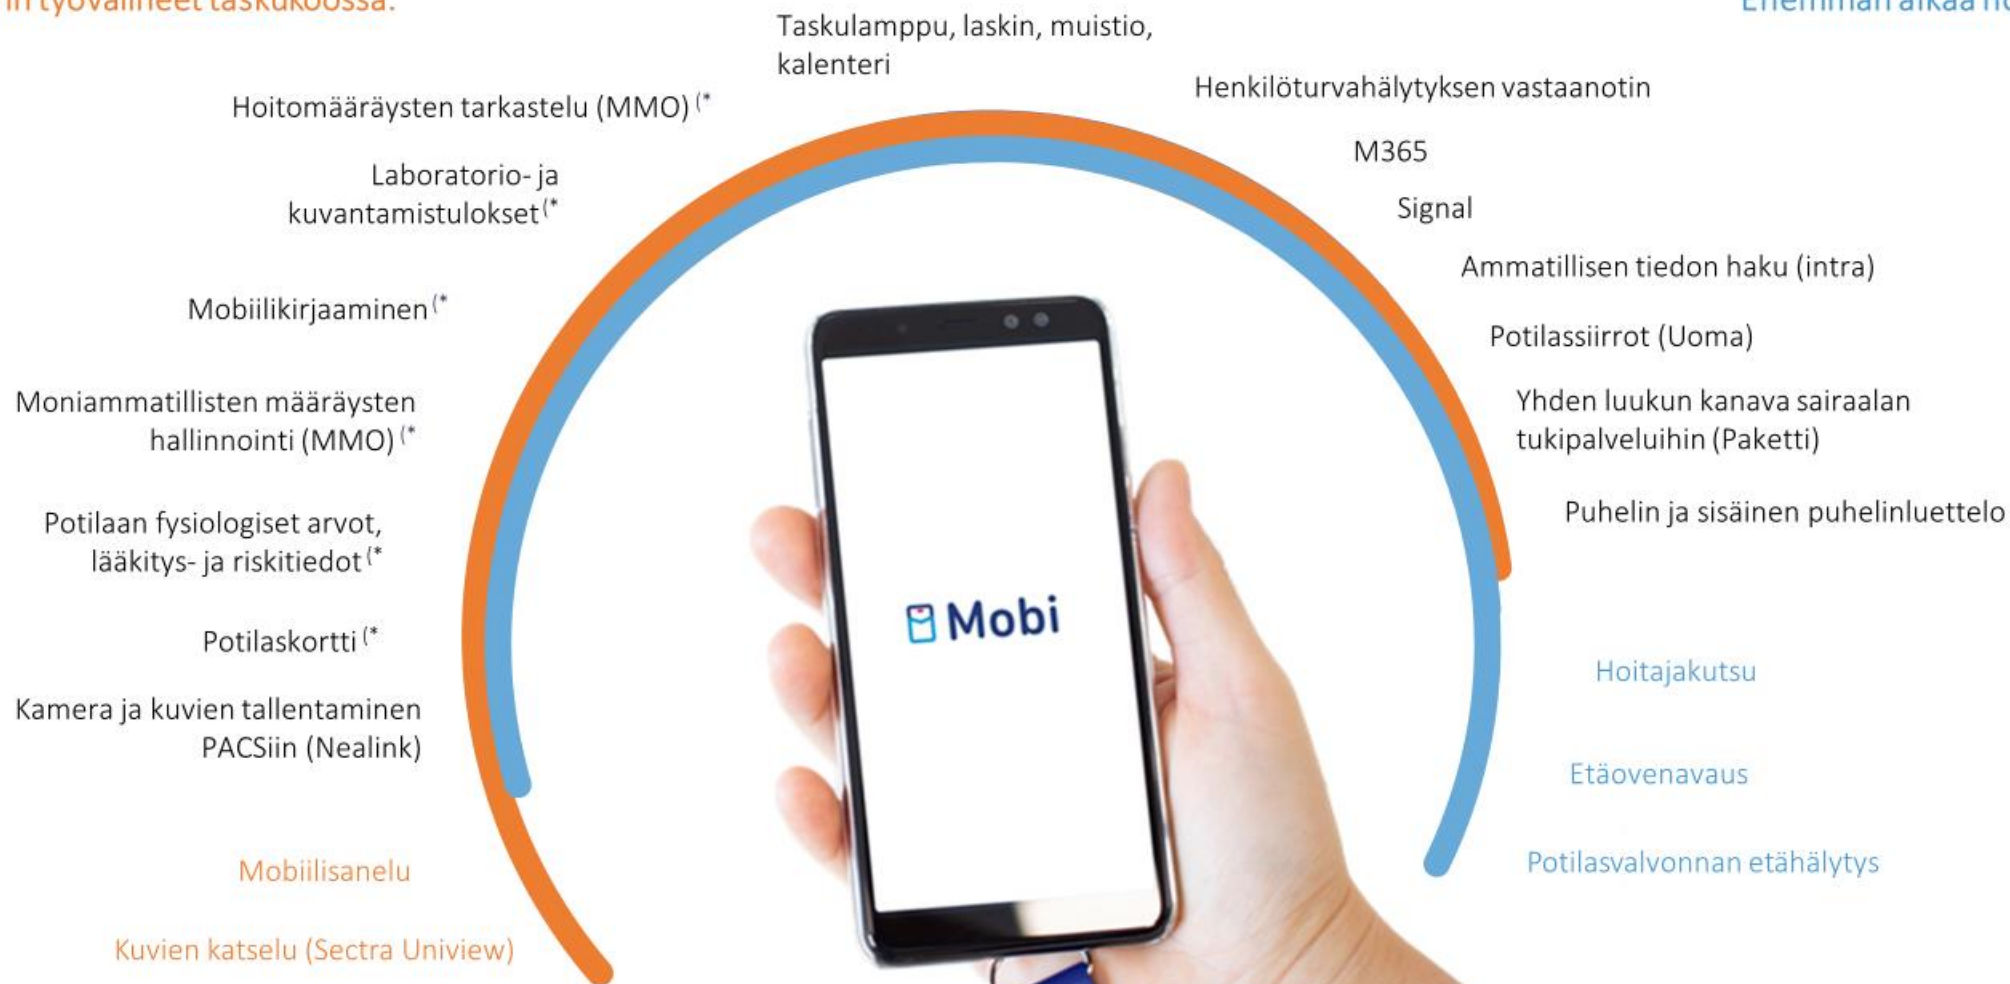 työvälineet taskukoossa.
aikaa
Taskulamppu, laskin, muistio,
kalenteri
Hoitomääräysten tarkastelu (MMO) (*
Laboratorio- ja
kuvantamistulokset (*
Mobiilikirjaaminen (*
Moniammatillisten määräysten
hallinnointi (MMO) (*
Potilaan fysiologiset arvot,
lääkitys- ja riskitiedot (*
Potilaskortti (*
Kamera ja kuvien tallentaminen
PACSiin (Nealink)
Mobiilisanelu
Kuvien katselu (Sectra Uniview)
Mobi
Henkilöturvahälytyksen vastaanotin
M365
Signal
Ammatillisen tiedon haku (intra)
Potilassiirrot (Uoma)
Yhden luukun kanava sairaalan
tukipalveluihin (Paketti)
Puhelin ja sisäinen puhelinluettelo
Hoitajakutsu
Etäovenavaus
Potilasvalvonnan etähälytys